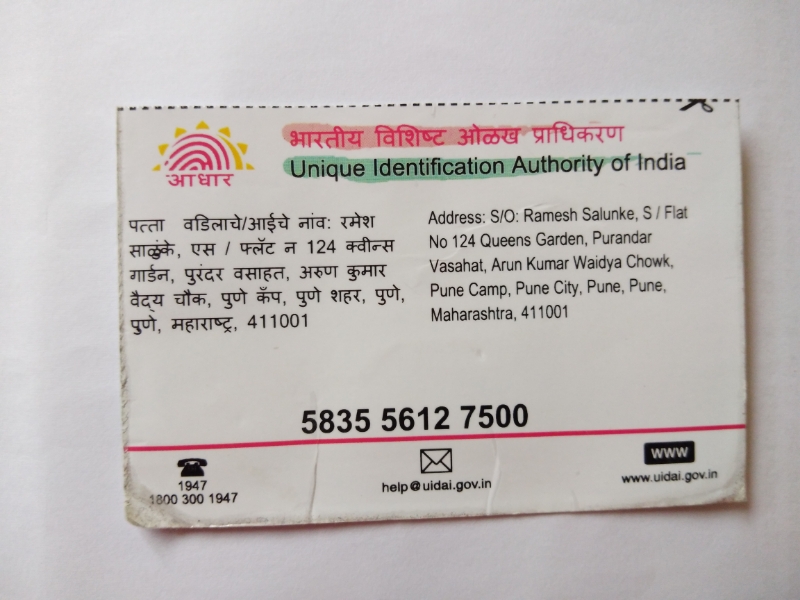 भारतीय विशिष्ट ओळख प्राधिकरण
Unique Identification Authority of India
आधार
पत्ता वडिलाचे/आईचे नांव: रमेश
साळुंके, एस / फ्लॅट न 124 क्वीन्स
गार्डन, पुरंदर वसाहत, अरुण कुमार
वैद्य चौक, पुणे कॅंप, पुणे शहर, पुणे,
पुणे, महाराष्ट्र, 411001
Address: S/O: Ramesh Salunke, S / Flat
No 124 Queens Garden, Purandar
Vasahat, Arun Kumar Waidya Chowk,
Pune Camp, Pune City, Pune, Pune,
Maharashtra, 411001
5835 5612 7500
1947
1800 300 1947
help@uidai.gov.in
www
www.uidai.gov.in